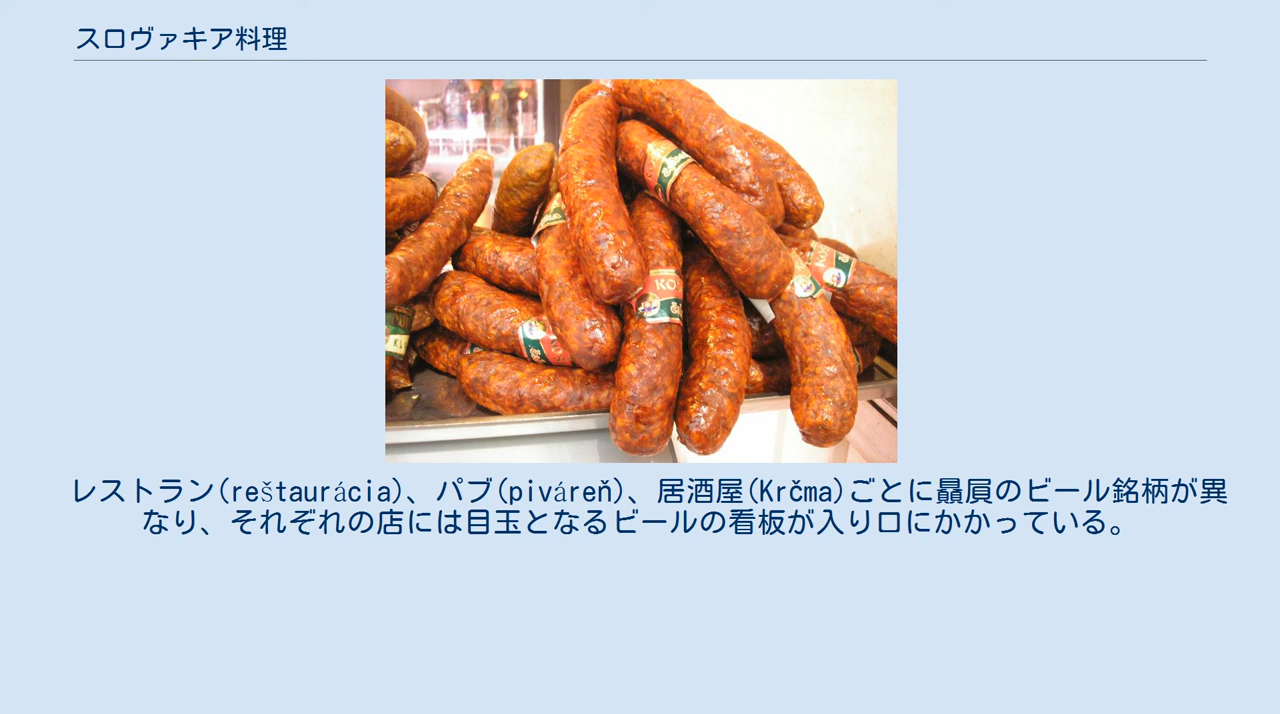 スロヴァキア料理
KO
KO
KL
レストラン(reštaurácia)、パブ(piváreň)、居酒屋(Krčma)ごとに贔屓のビール銘柄が異
なり、それぞれの店には目玉となるビールの看板が入り口にかかっている。